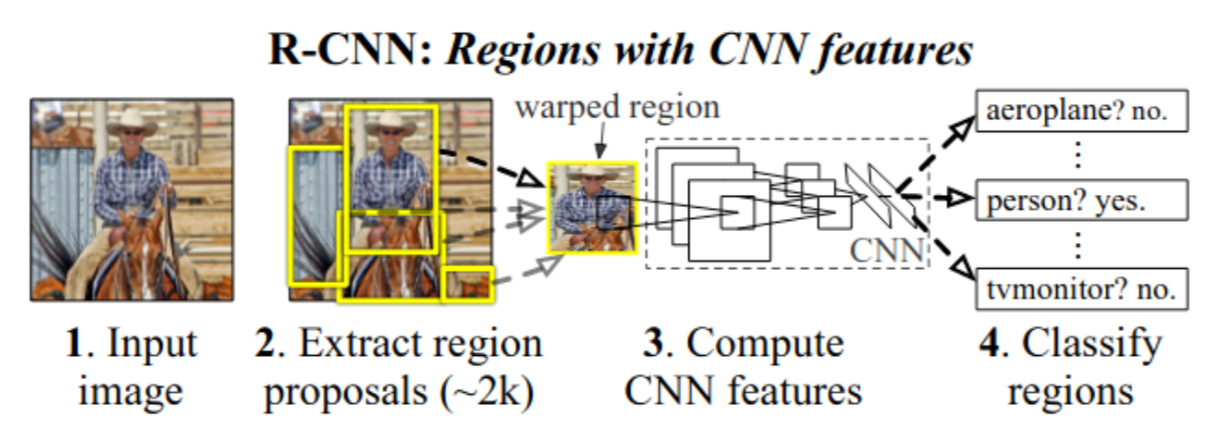 R-CNN: Regions with CNN features
warped region
aeroplane? no.
person? yes.
tvmonitor? no.
CNN
1. Input
image
2. Extract region
proposals (~2k)
3. Compute
CNN features
4. Classify
regions